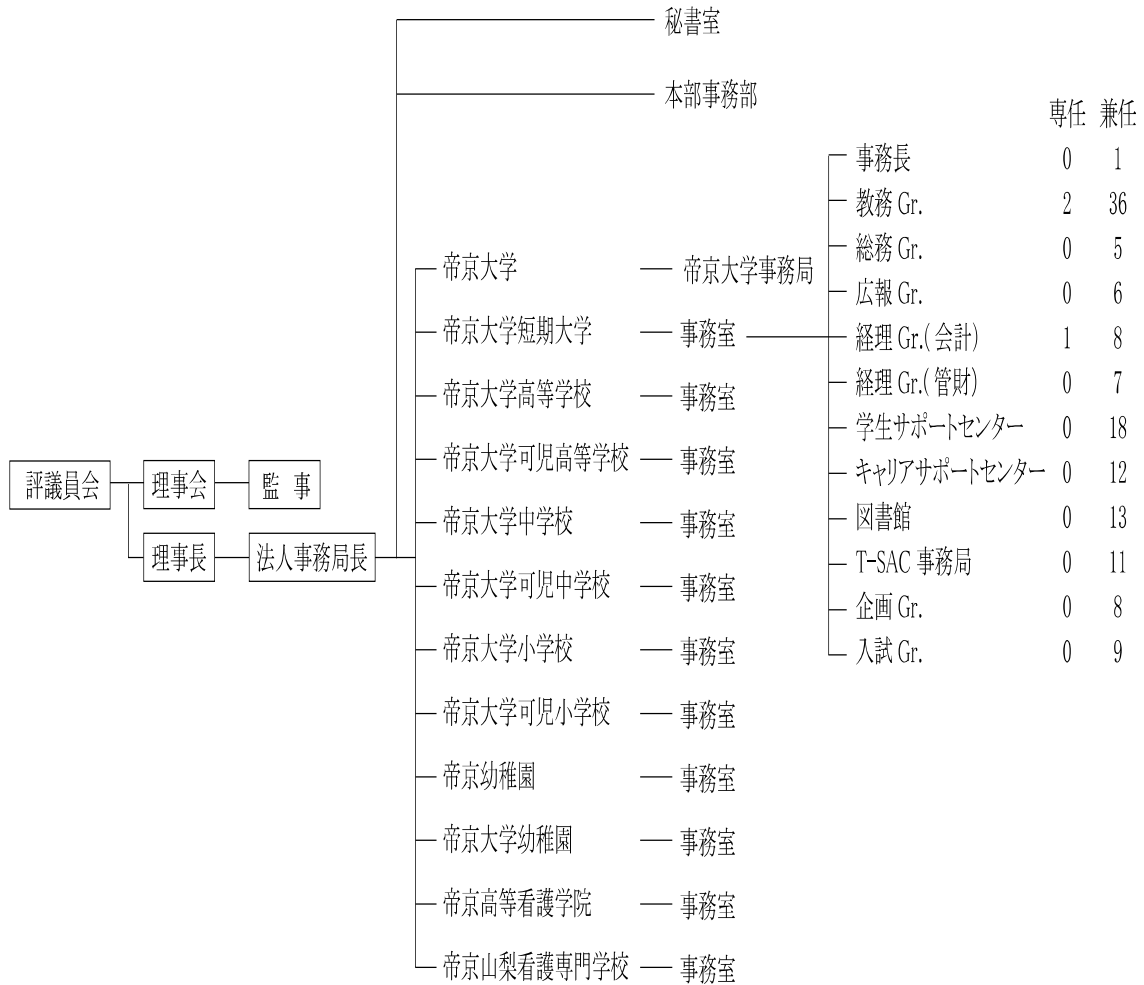 秘書室
本部事務部
専任 兼任
事務長 0 1
教務 Gr. 2 36
総務 Gr. 0 5
広報 Gr. 0 6
経理 Gr.(会計) 1 8
経理 Gr.(管財) 0 7
学生サポートセンター 0 18
キャリアサポートセンター 0 12
図書館 0 13
T-SAC 事務局 0 11
企画 Gr. 0 8
入試 Gr. 0 9
帝京大学 帝京大学事務局
帝京大学短期大学 事務室
帝京大学高等学校 事務室
帝京大学可児高等学校 事務室
帝京大学中学校 事務室
帝京大学可児中学校 事務室
帝京大学小学校 事務室
帝京大学可児小学校 事務室
帝京幼稚園 事務室
帝京大学幼稚園 事務室
帝京高等看護学院 事務室
帝京山梨看護専門学校 事務室
評議員会 理事会 監 事
理事長 法人事務局長